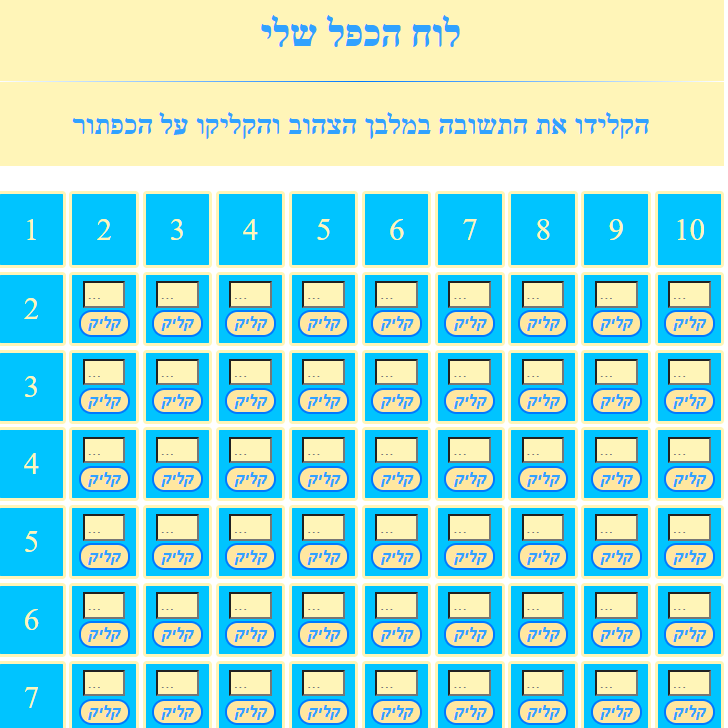 לוח הכפל שלי
הקלידו את התשובה במלבן הצהוב והקליקו על הכפתור
1 2 3 4 5 6 7 8 9 10
2 ... ... ... ... ... ... ... ... ...
קליק קליק קליק קליק קליק קליק קליק קליק קליק
3 ... ... ... ... ... ... ... ... ...
קליק קליק קליק קליק קליק קליק קליק קליק קליק
4 ... ... ... ... ... ... ... ... ...
קליק קליק קליק קליק קליק קליק קליק קליק קליק
5 ... ... ... ... ... ... ... ... ...
קליק קליק קליק קליק קליק קליק קליק קליק קליק
6 ... ... ... ... ... ... ... ... ...
קליק קליק קליק קליק קליק קליק קליק קליק קליק
7 ... ... ... ... ... ... ... ... ...
קליק קליק קליק קליק קליק קליק קליק קליק קליק